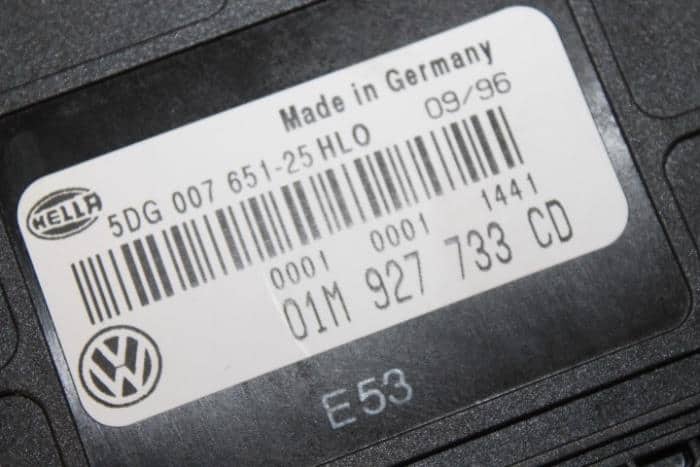 Made in Germany
HELLA 5DG 007 651-25 HLO 09/96
0001 0001 1441
01M 927 733 CD
VW
E53